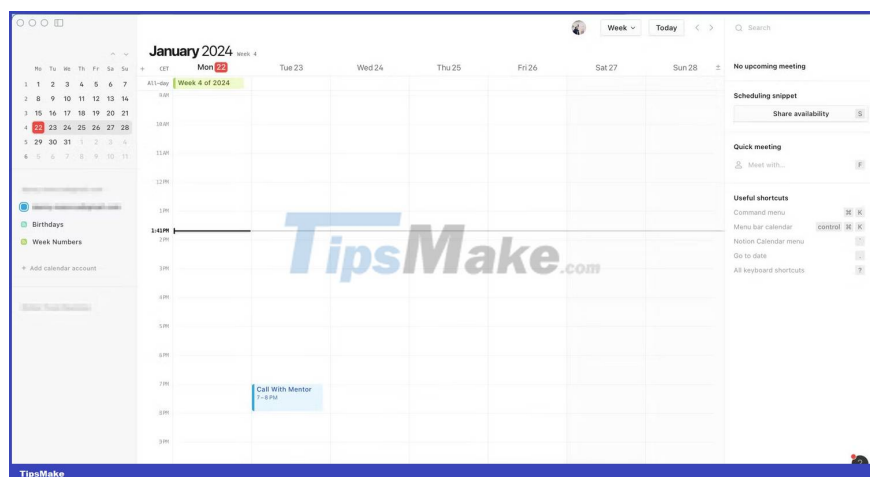 Week
Today
Search
January 2024 Week 4
Mo Tu We Th Fr Sa Su
1 1 2 3 4 5 6 7
2 8 9 10 11 12 13 14
3 15 16 17 18 19 20 21
4 22 23 24 25 26 27 28
5 29 30 31 1 2 3 4
6 5 6 7 8 9 10 11
Birthdays
Week Numbers
+ Add calendar account
+ CET Mon 22 Tue 23 Wed 24 Thu 25 Fri 26 Sat 27 Sun 28
All-day Week 4 of 2024
9 AM
10 AM
11 AM
12 PM
1 PM
1:41 PM
2 PM
3 PM
4 PM
5 PM
6 PM
7 PM
8 PM
9 PM
Call With Mentor
7 – 8 PM
TipsMake.com
No upcoming meeting
Scheduling snippet
Share availability S
Quick meeting
Meet with... F
Useful shortcuts
Command menu ⌘ K
Menu bar calendar control ⌘ K
Notion Calendar menu
Go to date .
All keyboard shortcuts ?
?
TipsMake